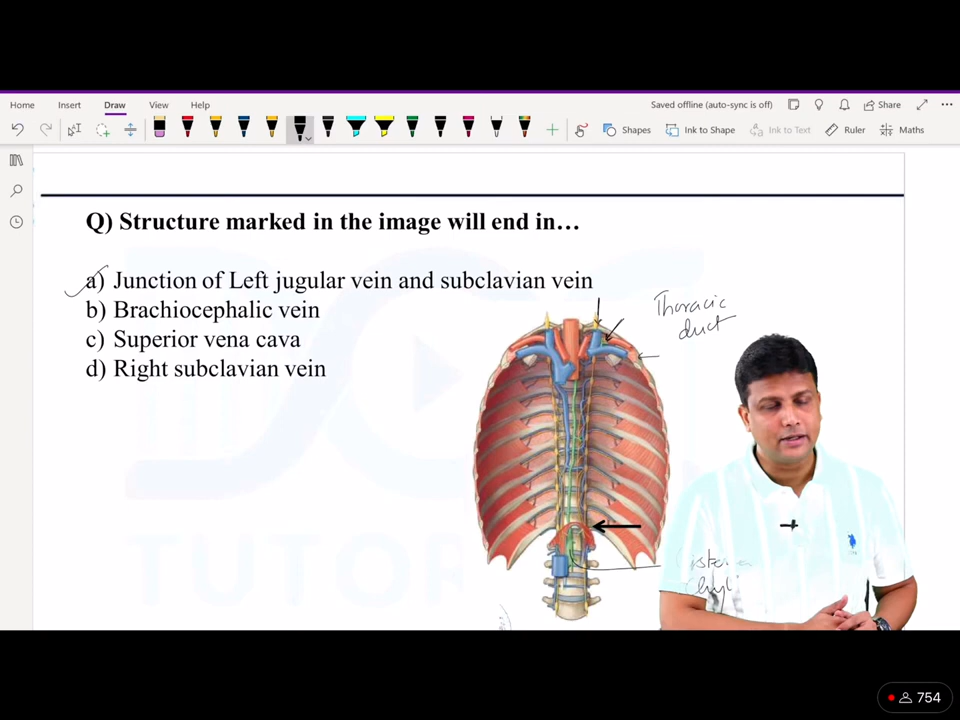 Home Insert Draw View Help
Saved offline (auto-sync is off) Share
Shapes Ink to Shape Ink to Text Ruler Maths
Q) Structure marked in the image will end in…
a) Junction of Left jugular vein and subclavian vein
b) Brachiocephalic vein
c) Superior vena cava
d) Right subclavian vein
Thoracic
duct
TUTOR
754